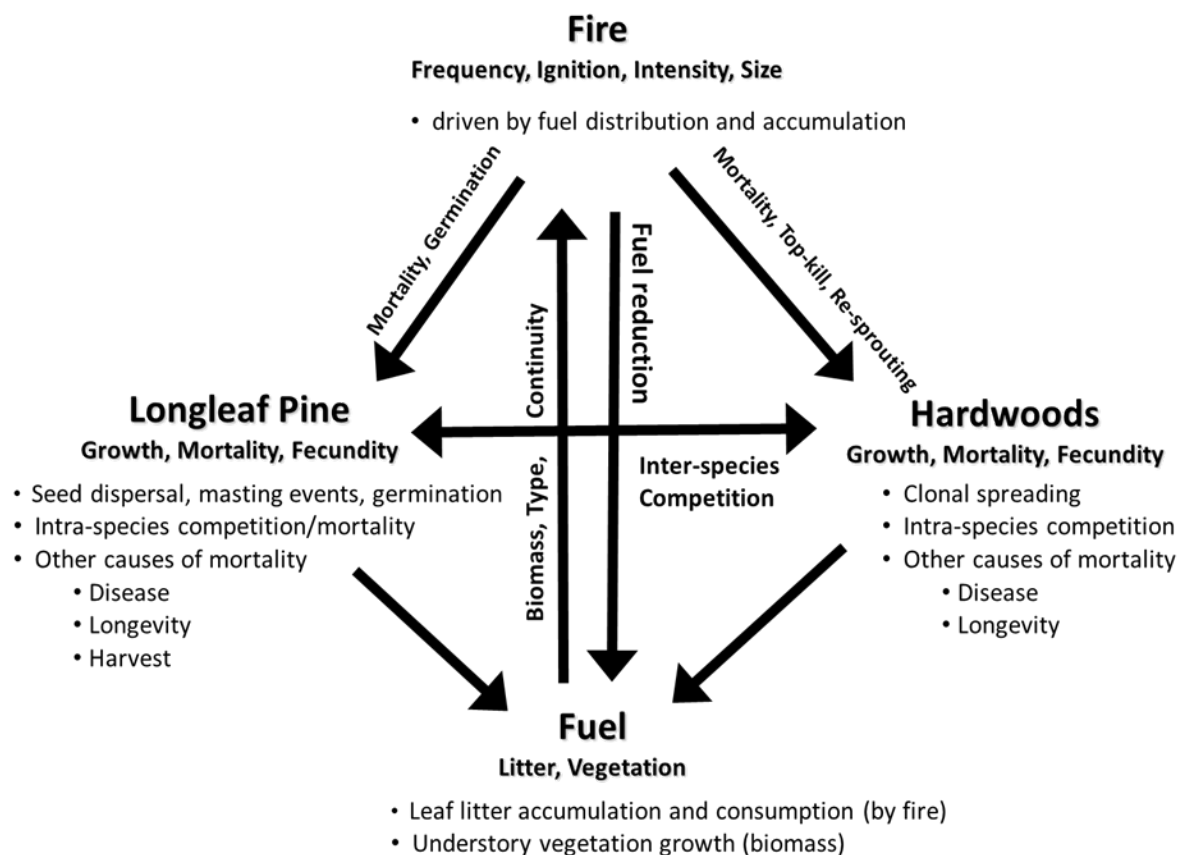 Fire
Frequency, Ignition, Intensity, Size
• driven by fuel distribution and accumulation
Mortality, Germination
Mortality, Top-kill, Re-sprouting
Fuel reduction
Biomass, Type, Continuity
Longleaf Pine
Growth, Mortality, Fecundity
• Seed dispersal, masting events, germination
• Intra-species competition/mortality
• Other causes of mortality
• Disease
• Longevity
• Harvest
Inter-species
Competition
Hardwoods
Growth, Mortality, Fecundity
• Clonal spreading
• Intra-species competition
• Other causes of mortality
• Disease
• Longevity
Fuel
Litter, Vegetation
• Leaf litter accumulation and consumption (by fire)
• Understory vegetation growth (biomass)